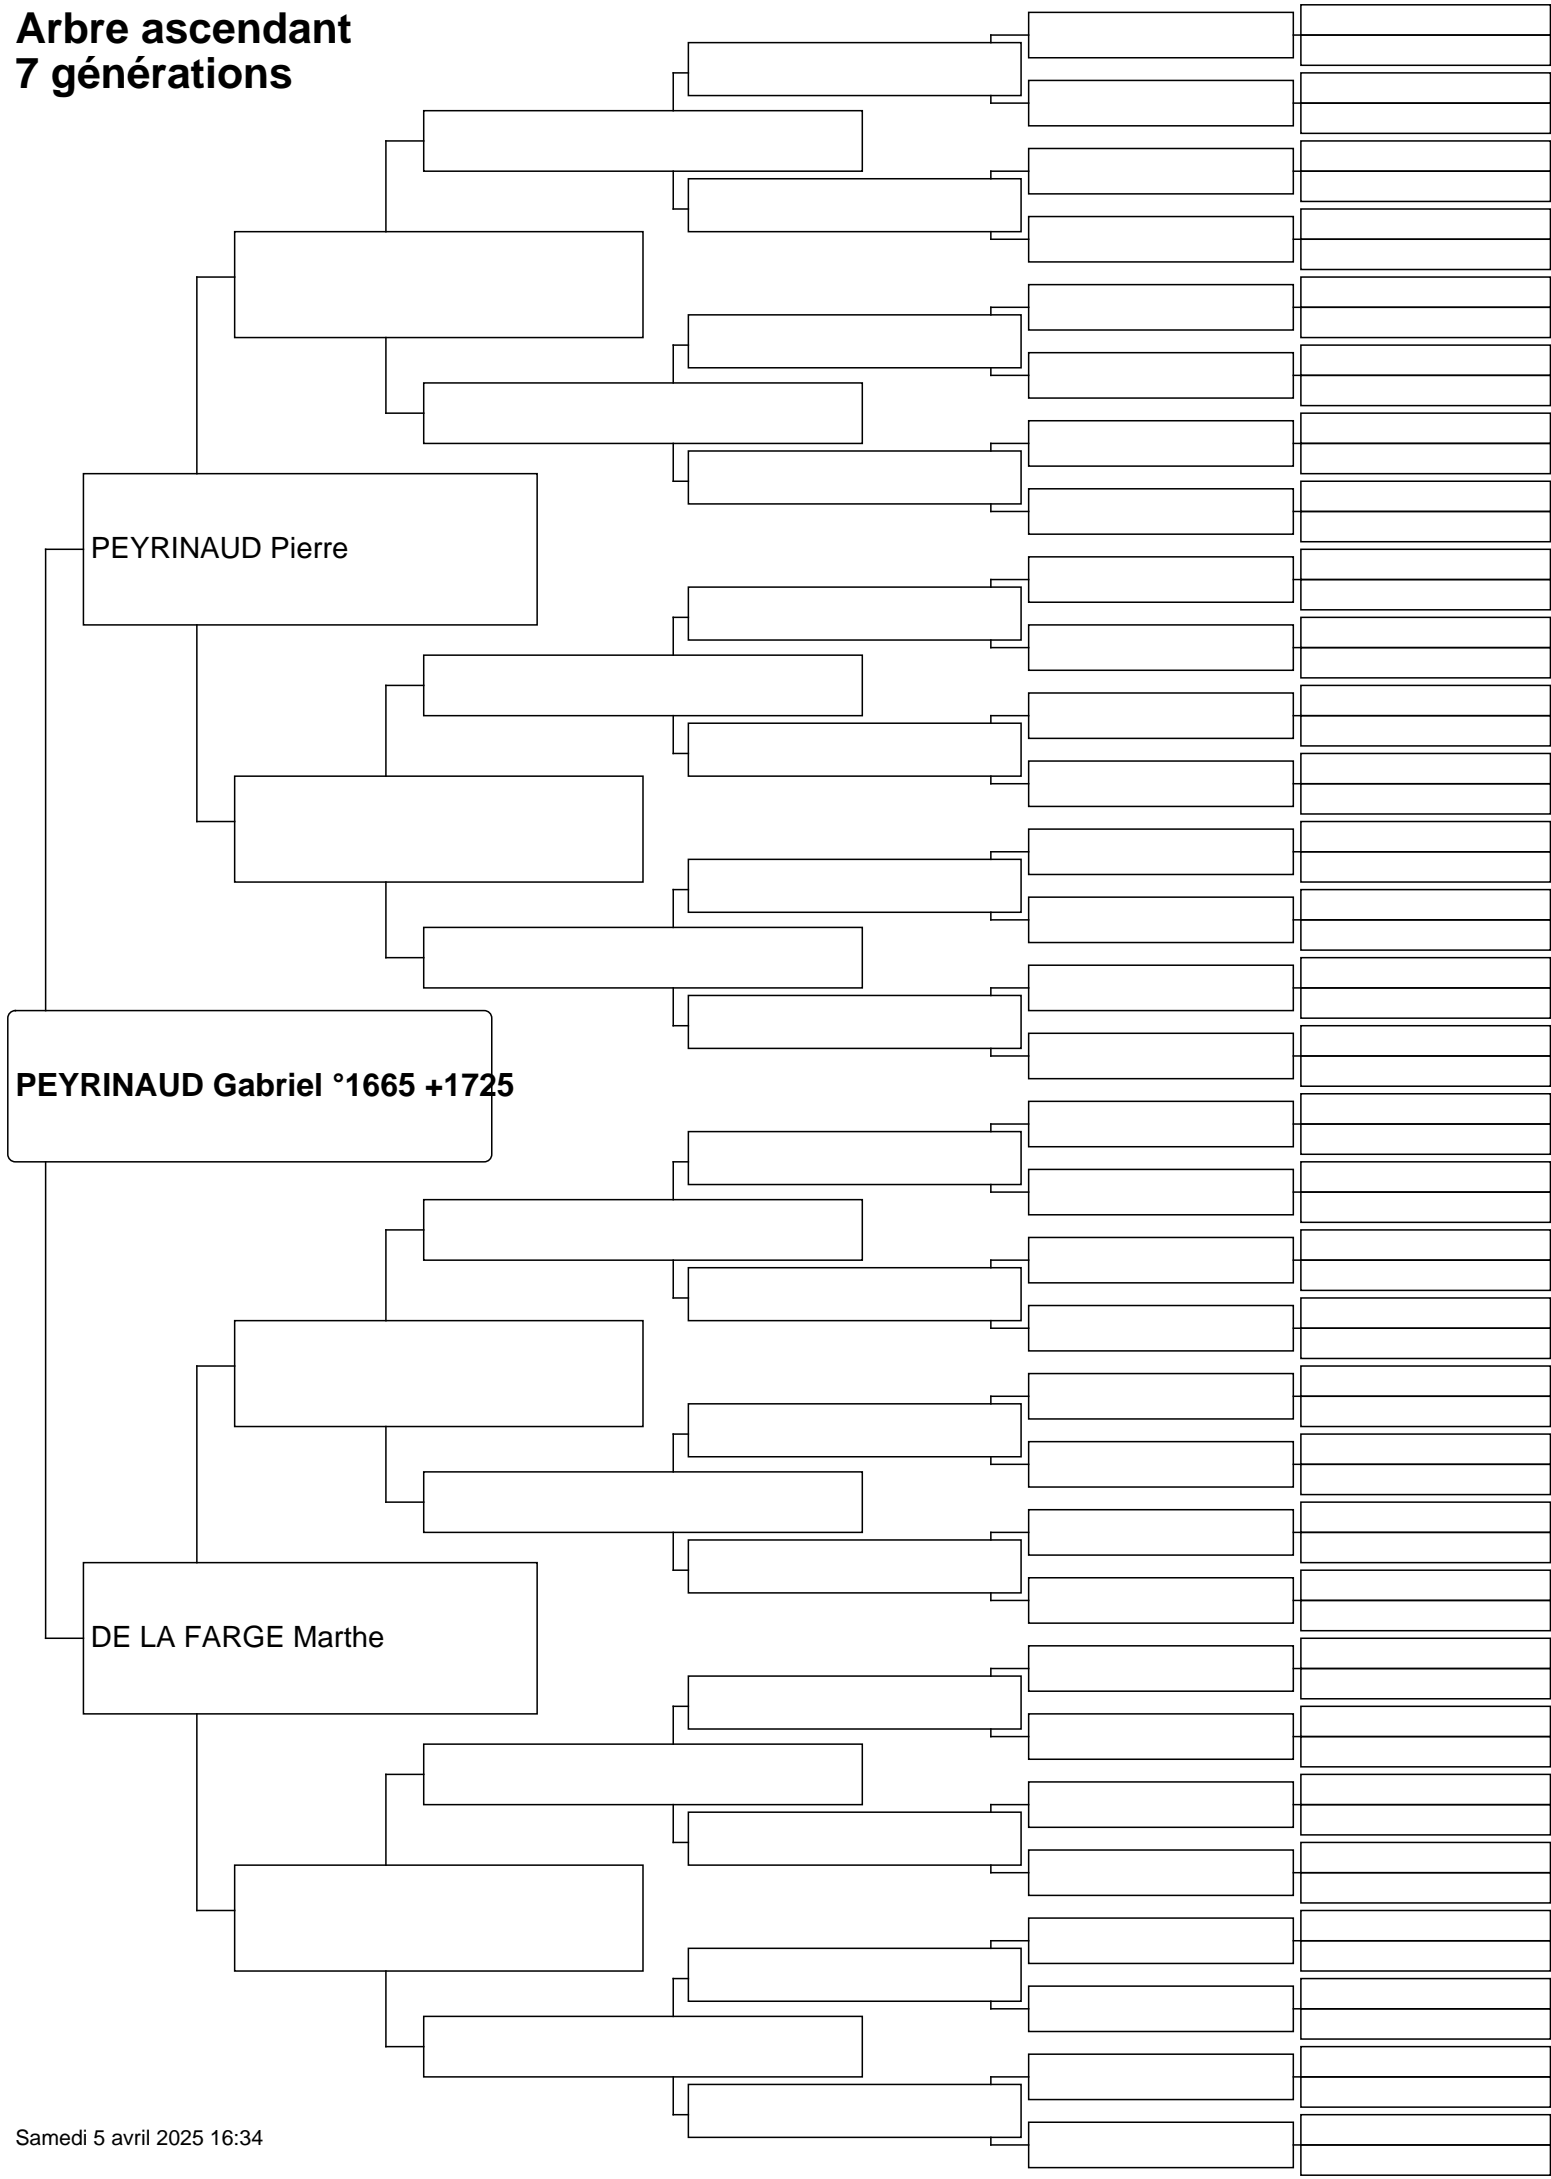 Arbre ascendant
7 générations
PEYRINAUD Pierre
PEYRINAUD Gabriel °1665 +1725
DE LA FARGE Marthe
Samedi 5 avril 2025 16:34